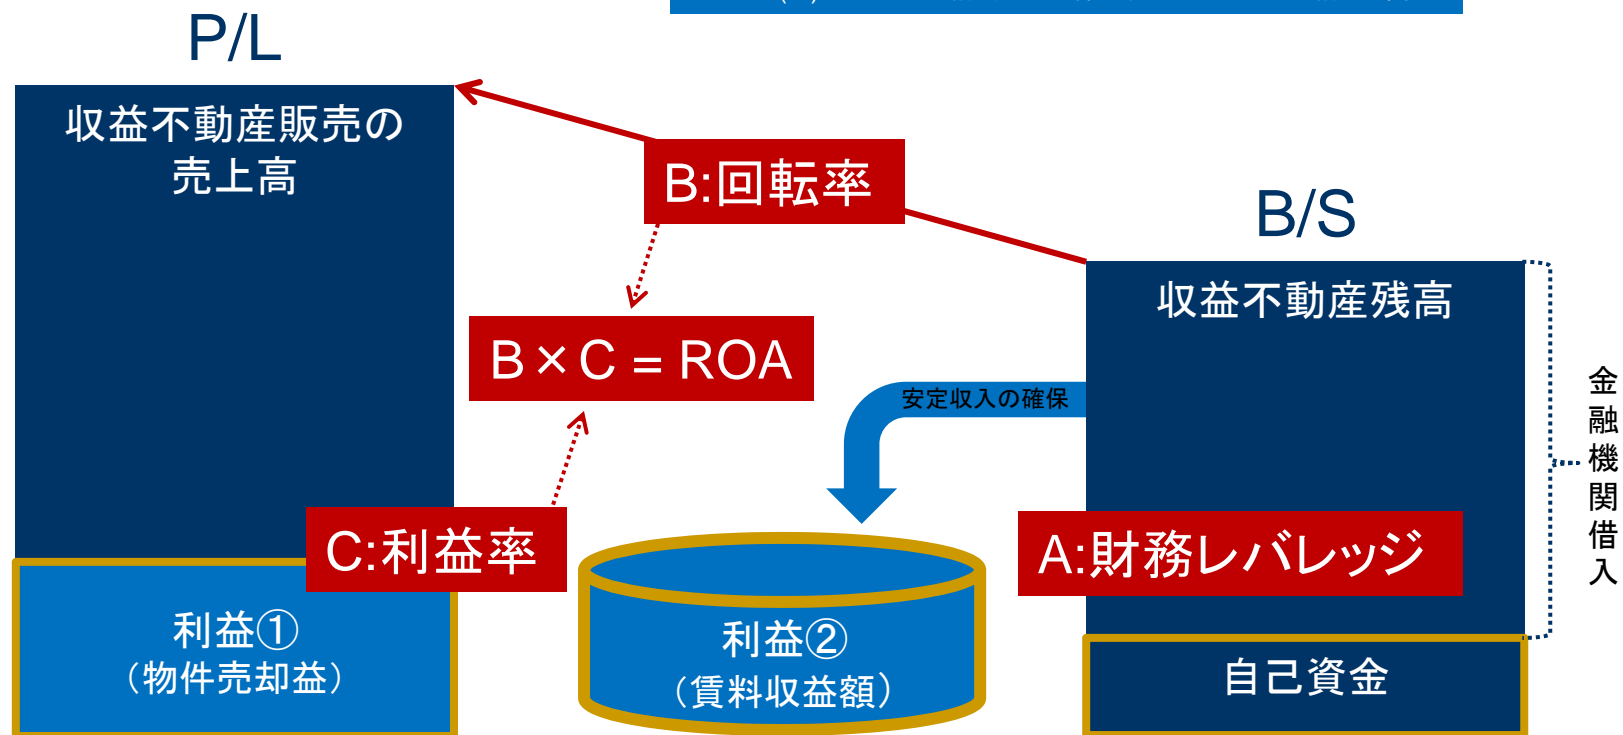 P/L
収益不動産販売の
売上高
B:回転率
B/S
収益不動産残高
B×C = ROA
安定収入の確保
金融機関借入
C:利益率
A:財務レバレッジ
利益①
（物件売却益）
利益②
（賃料収益額）
自己資金